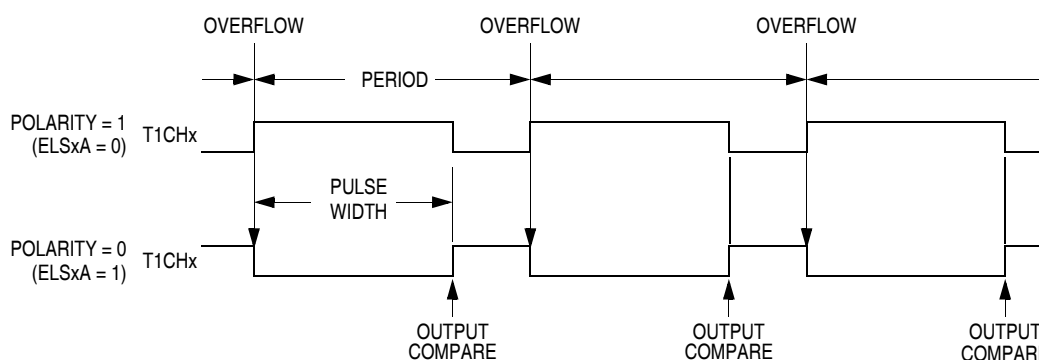 OVERFLOW OVERFLOW OVERFLOW
PERIOD
POLARITY = 1
(ELSxA = 0)
T1CHx
PULSE
WIDTH
POLARITY = 0
(ELSxA = 1)
T1CHx
OUTPUT
COMPARE
OUTPUT
COMPARE
OUTPUT
COMPARE